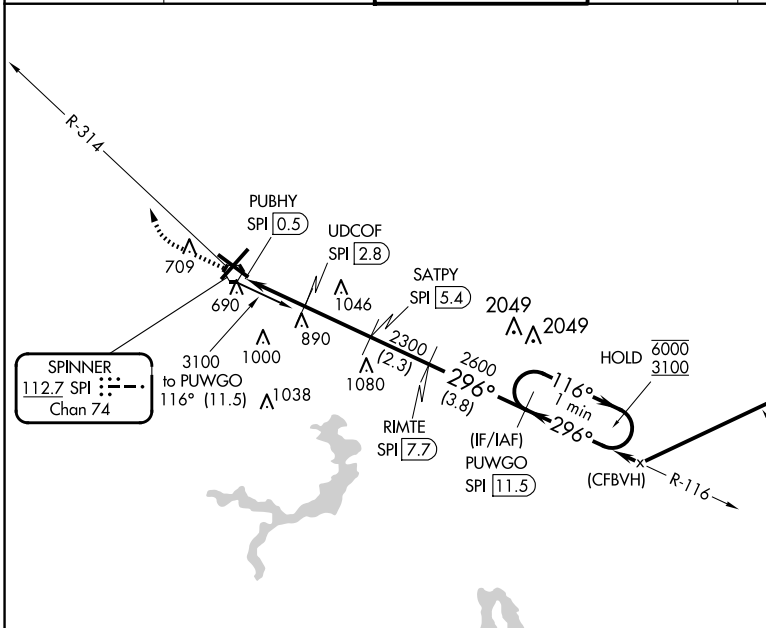 R-314
PUBHY
SPI 0.5
UDCOF
SPI 2.8
SATPY
SPI 5.4
709
690
1046
890
2049
2049
HOLD 6000
3100
SPINNER
112.7 SPI
Chan 74
3100
to PUWGO
116° (11.5)
1000
1038
1080
2300
(2.3)
2600
296°
(3.8)
116°
1 min
296°
RIMTE
SPI 7.7
(IF/IAF)
PUWGO
SPI 11.5
(CFBVH)
R-116